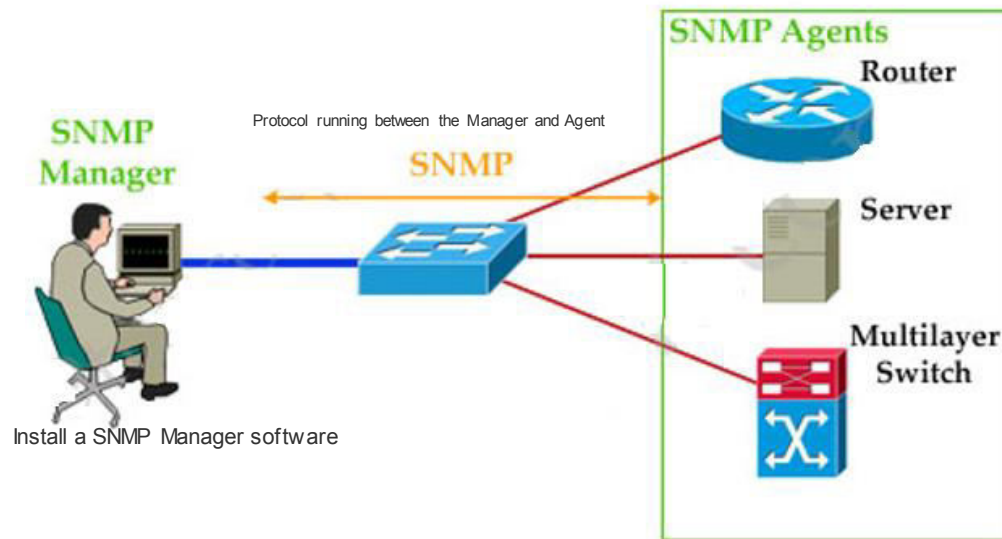 SNMP Agents
Router
Protocol running between the Manager and Agent
SNMP
Manager
SNMP
Server
Multilayer
Switch
Install a SNMP Manager software